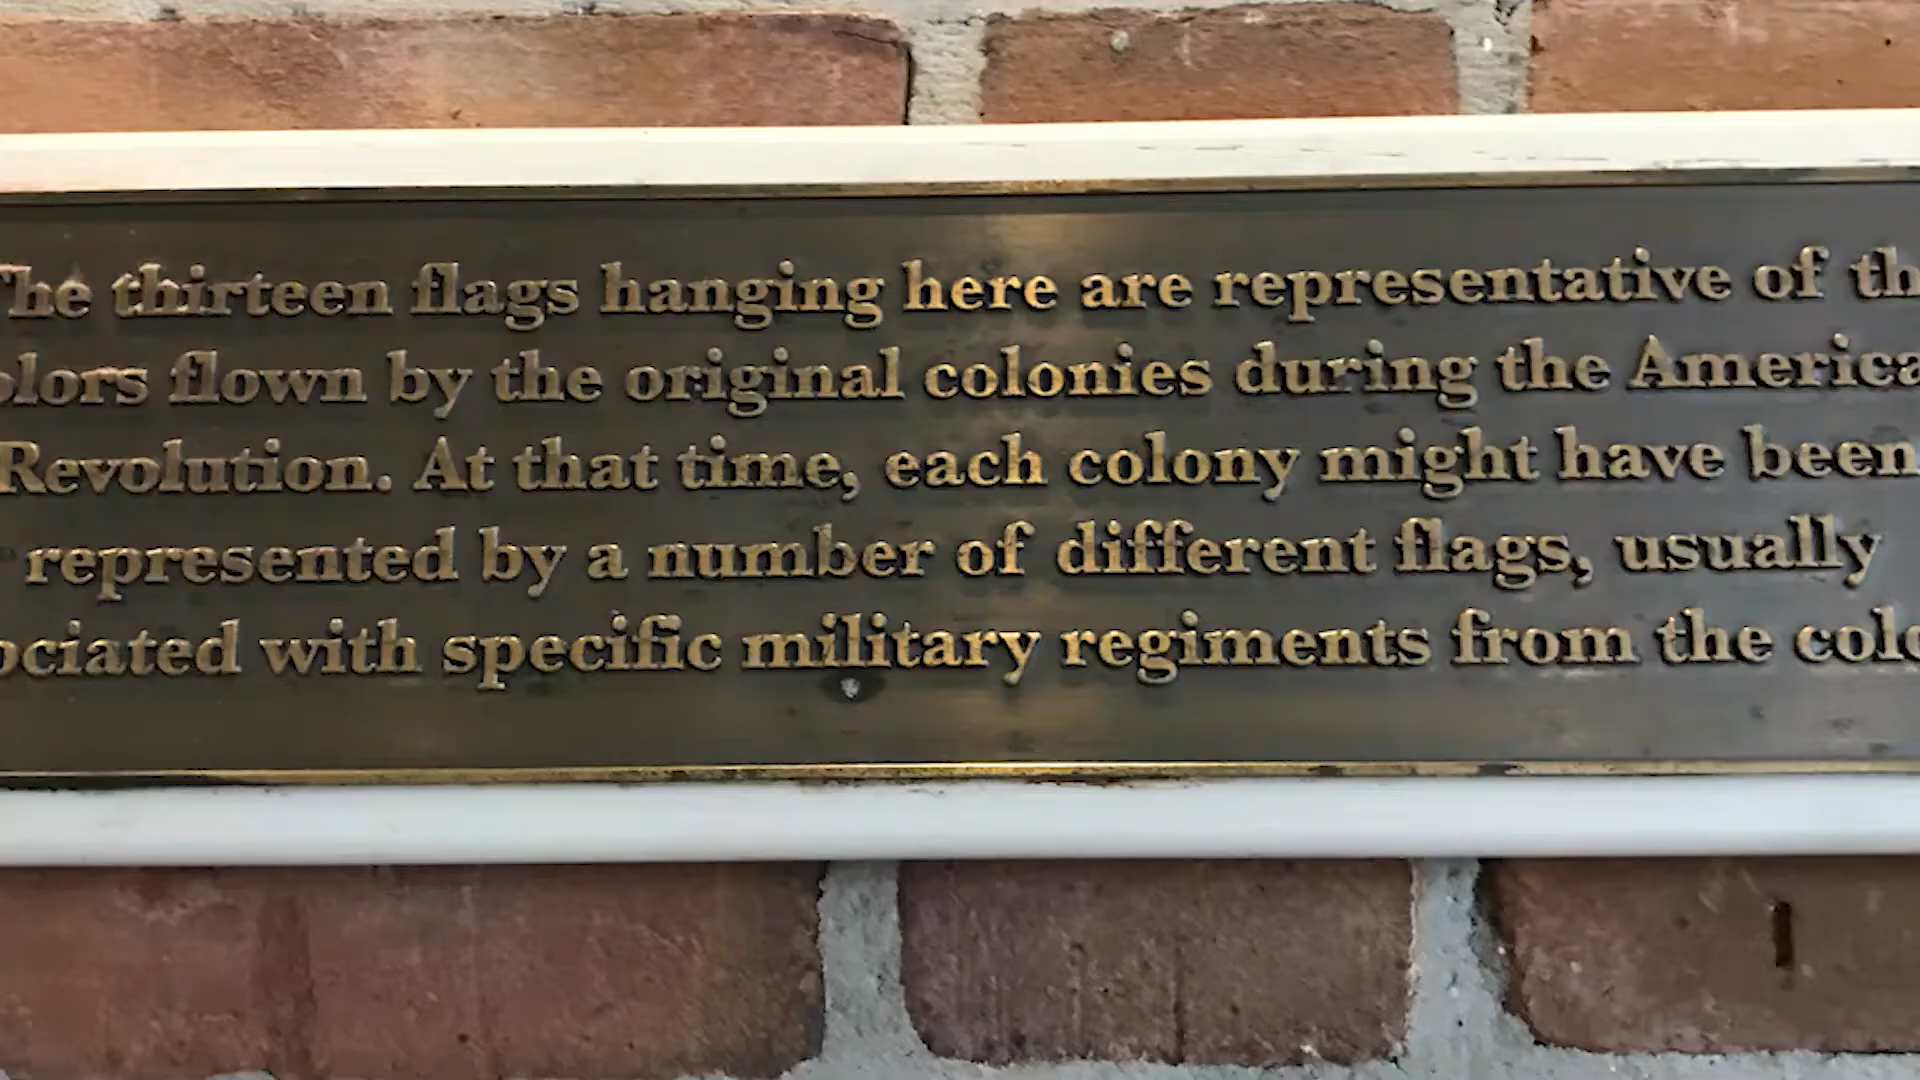 The thirteen flags hanging here are representative of th
olors flown by the original colonies during the America
Revolution. At that time, each colony might have been
represented by a number of different flags, usually
ociated with specific military regiments from the colo